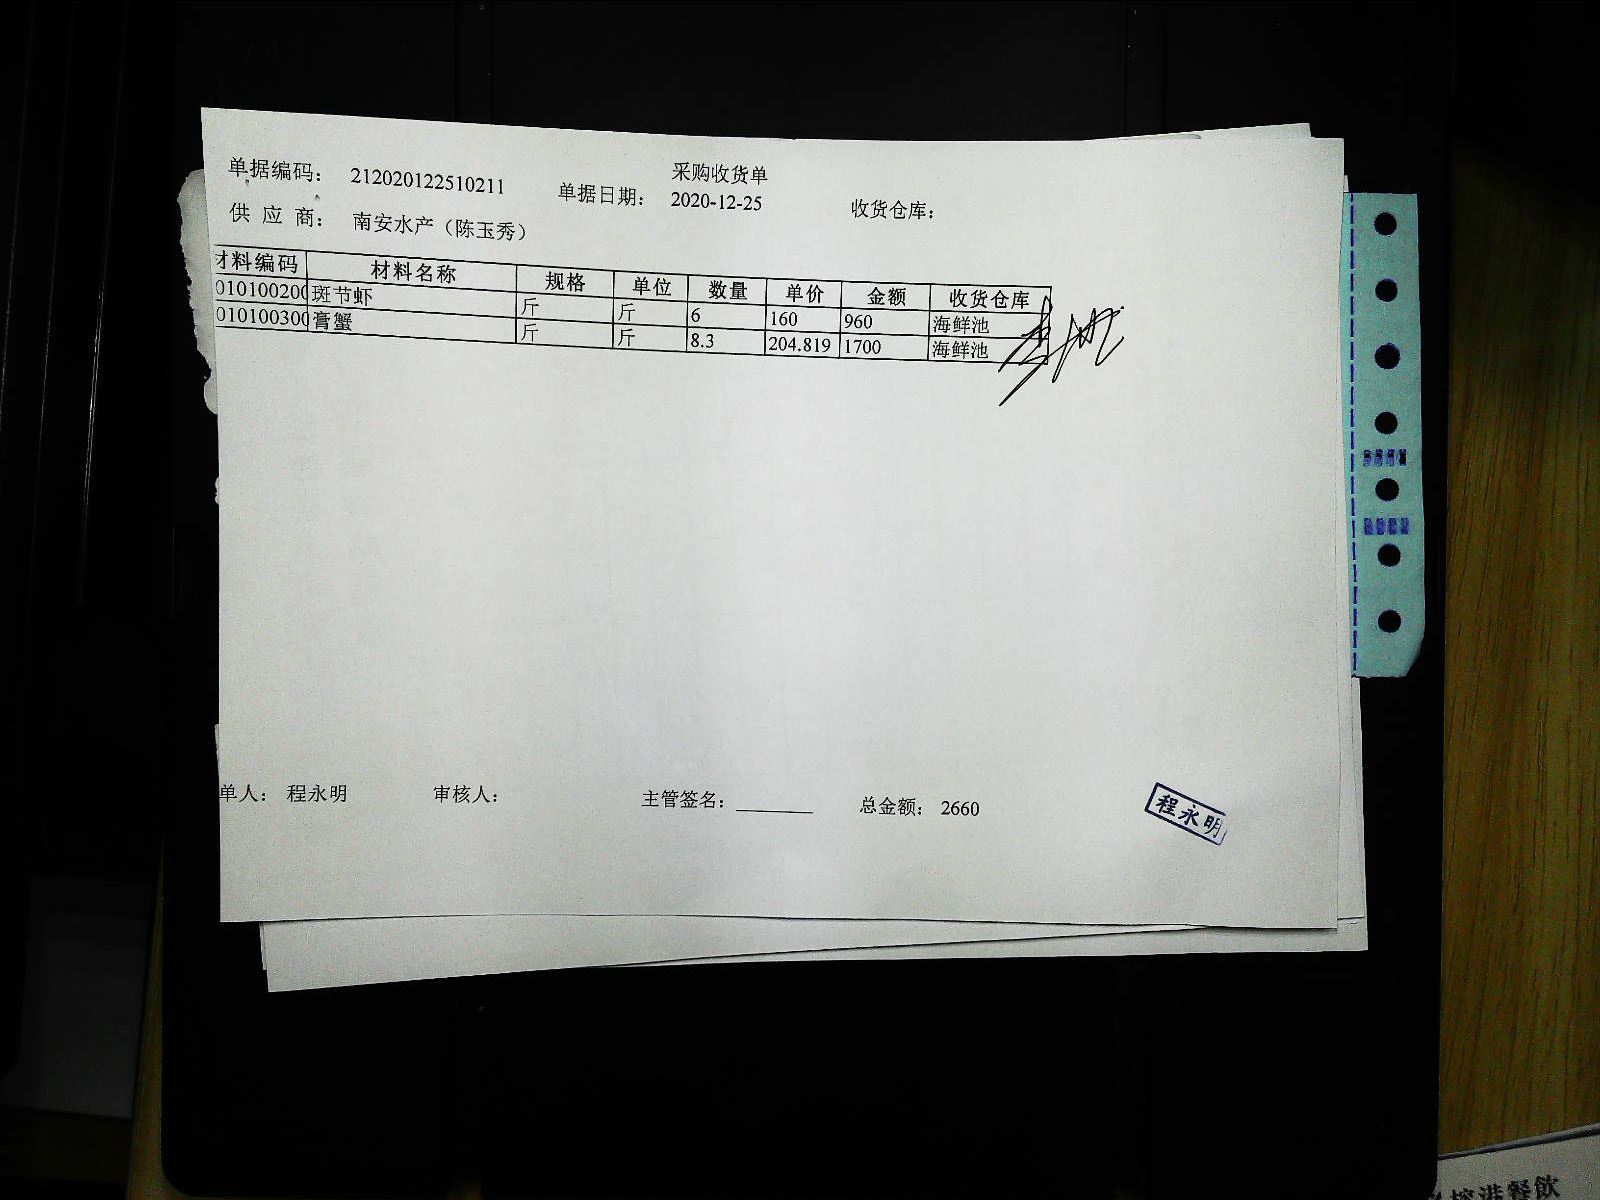 采购收货单
单据编码： 212020122510211 单据日期： 2020-12-25 收货仓库：
供 应 商： 南安水产（陈玉秀）
材料编码 材料名称 规格 单位 数量 单价 金额 收货仓库
010100200 斑节虾 斤 斤 6 160 960 海鲜池
010100300 膏蟹 斤 斤 8.3 204.819 1700 海鲜池
单人： 程永明 审核人： 主管签名：________ 总金额： 2660
程永明
港餐飲